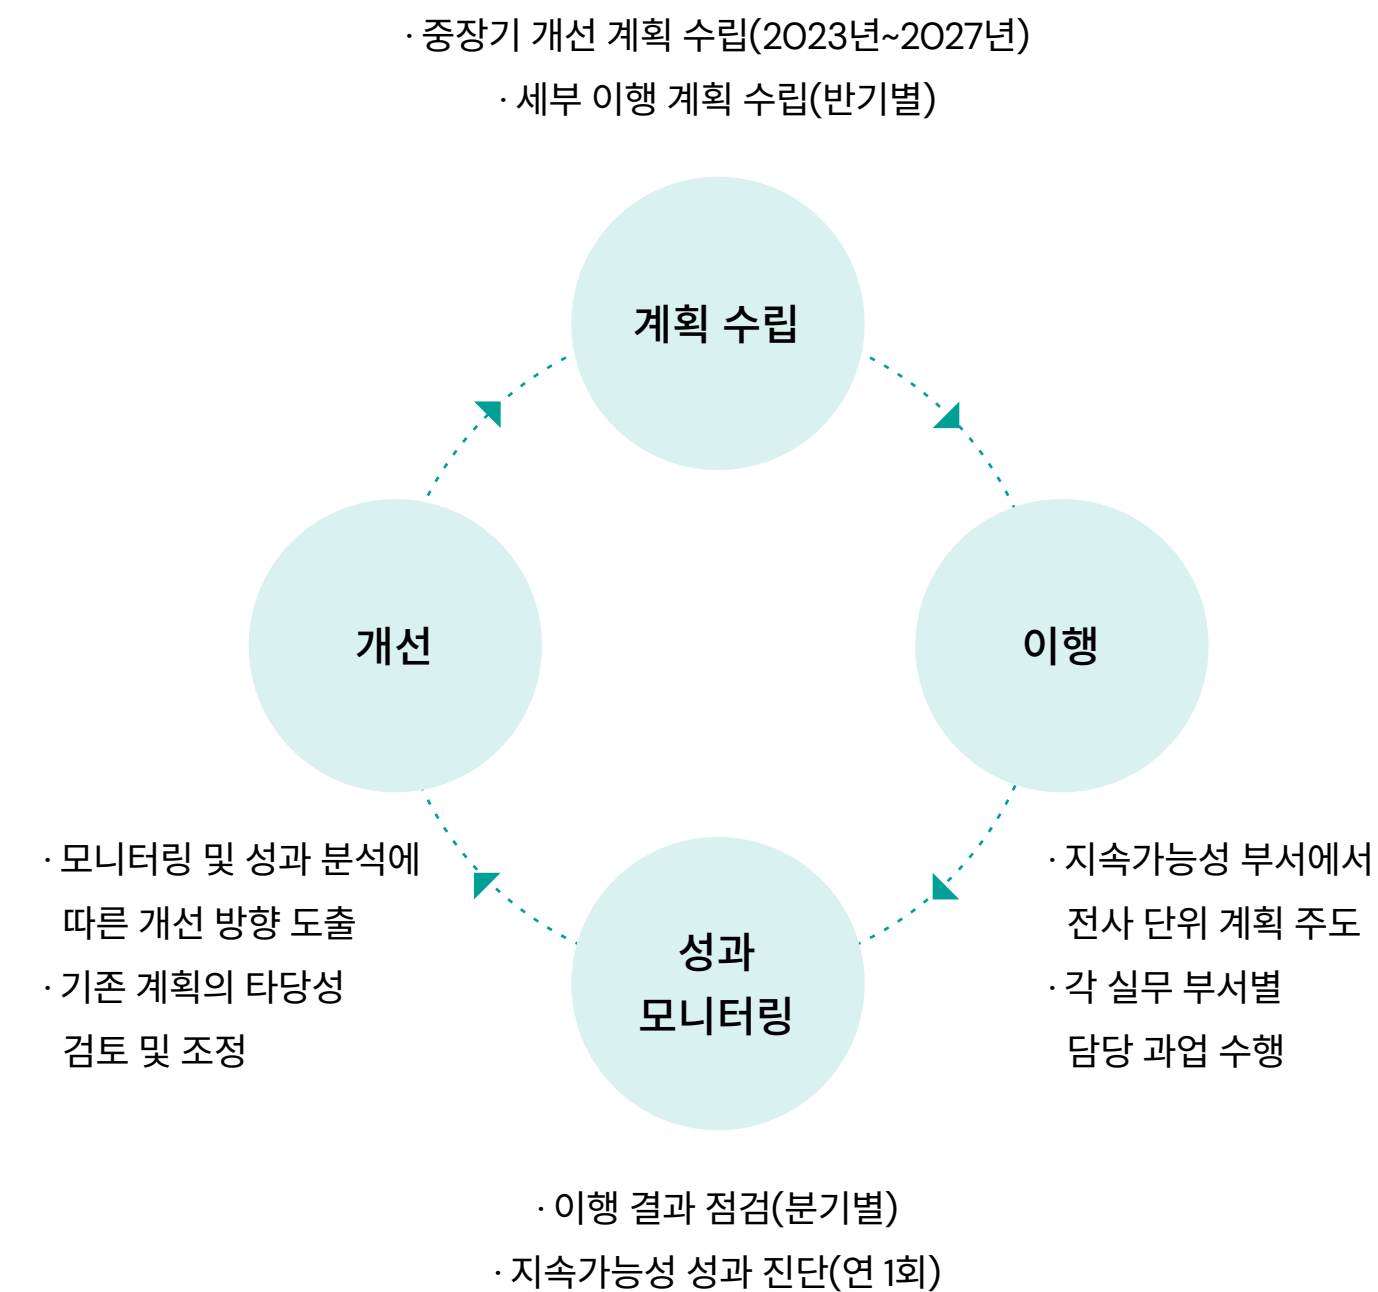 · 중장기 개선 계획 수립(2023년~2027년)
· 세부 이행 계획 수립(반기별)
계획 수립
개선
이행
· 모니터링 및 성과 분석에
따른 개선 방향 도출
· 기존 계획의 타당성
검토 및 조정
성과
모니터링
· 지속가능성 부서에서
전사 단위 계획 주도
· 각 실무 부서별
담당 과업 수행
· 이행 결과 점검(분기별)
· 지속가능성 성과 진단(연 1회)